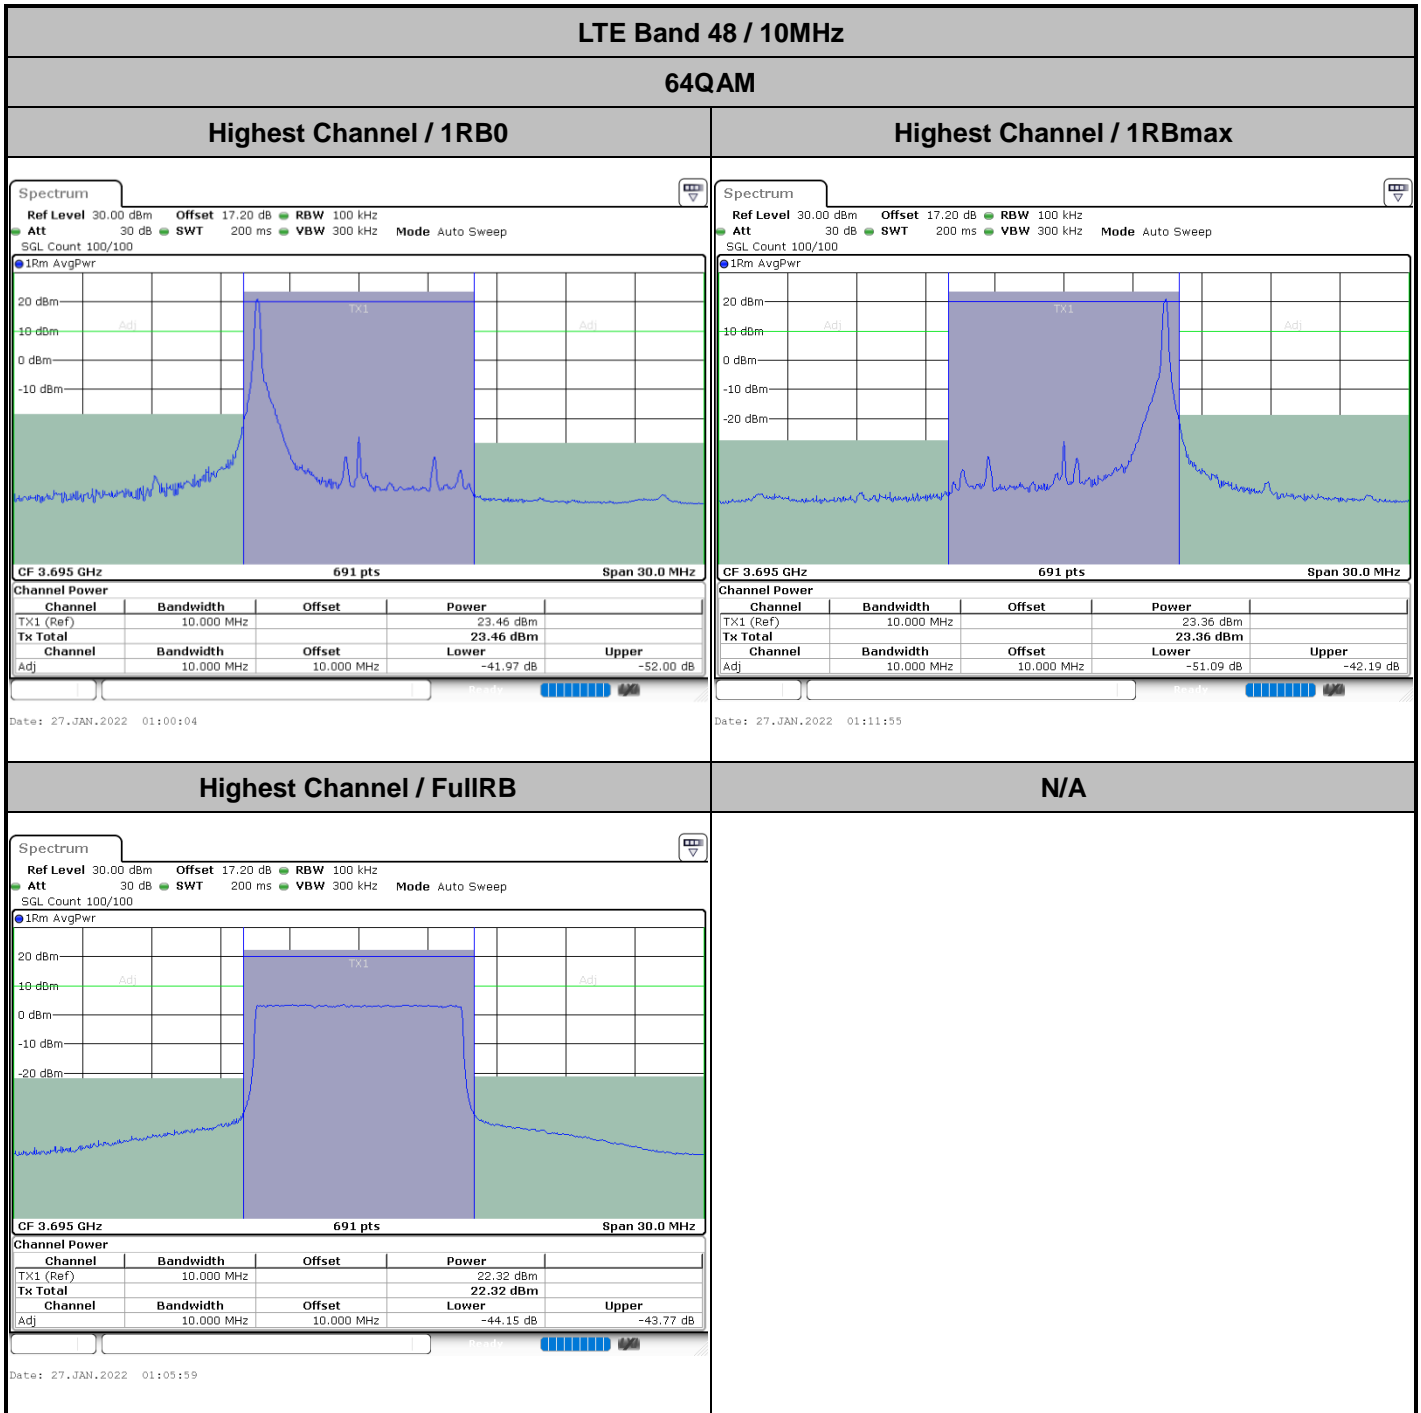 LTE Band 48 / 10MHz
64QAM
Highest Channel / 1RB0
Highest Channel / 1RBmax
Spectrum
Ref Level 30.00 dBm Offset 17.20 dB RBW 100 kHz
Att 30 dB SWT 200 ms VBW 300 kHz Mode Auto Sweep
SGL Count 100/100
1Rm AvgPwr
TX1
Adj
Adj
20 dBm
10 dBm
0 dBm
-10 dBm
CF 3.695 GHz 691 pts Span 30.0 MHz
Channel Power
Channel Bandwidth Offset Power
TX1 (Ref) 10.000 MHz 23.46 dBm
Tx Total 23.46 dBm
Channel Bandwidth Offset Lower Upper
Adj 10.000 MHz 10.000 MHz -41.97 dB -52.00 dB
Ready
Date: 27.JAN.2022 01:00:04
Spectrum
Ref Level 30.00 dBm Offset 17.20 dB RBW 100 kHz
Att 30 dB SWT 200 ms VBW 300 kHz Mode Auto Sweep
SGL Count 100/100
1Rm AvgPwr
TX1
Adj
Adj
20 dBm
10 dBm
0 dBm
-10 dBm
-20 dBm
CF 3.695 GHz 691 pts Span 30.0 MHz
Channel Power
Channel Bandwidth Offset Power
TX1 (Ref) 10.000 MHz 23.36 dBm
Tx Total 23.36 dBm
Channel Bandwidth Offset Lower Upper
Adj 10.000 MHz 10.000 MHz -51.09 dB -42.19 dB
Ready
Date: 27.JAN.2022 01:11:55
Highest Channel / FullRB
N/A
Spectrum
Ref Level 30.00 dBm Offset 17.20 dB RBW 100 kHz
Att 30 dB SWT 200 ms VBW 300 kHz Mode Auto Sweep
SGL Count 100/100
1Rm AvgPwr
TX1
Adj
Adj
20 dBm
10 dBm
0 dBm
-10 dBm
-20 dBm
CF 3.695 GHz 691 pts Span 30.0 MHz
Channel Power
Channel Bandwidth Offset Power
TX1 (Ref) 10.000 MHz 22.32 dBm
Tx Total 22.32 dBm
Channel Bandwidth Offset Lower Upper
Adj 10.000 MHz 10.000 MHz -44.15 dB -43.77 dB
Ready
Date: 27.JAN.2022 01:05:59